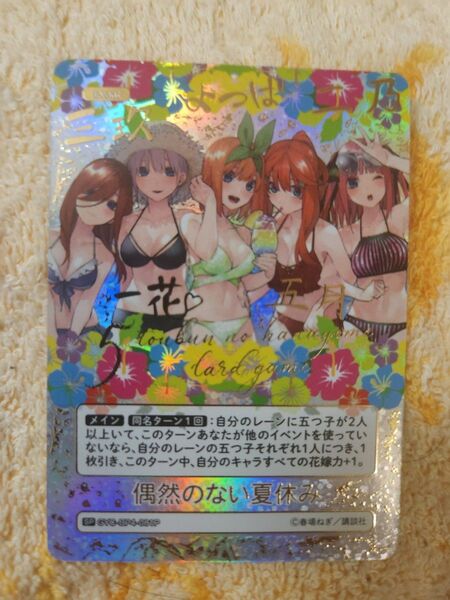 三玖
よつば
二乃
一花♡
五月
5-toubun no hanayome
card game
メイン 同名ターン1回:自分のレーンに五つ子が2人
以上いて、このターンあなたが他のイベントを使ってい
ないなら、自分のレーンの五つ子それぞれ1人につき、1
枚引き、このターン中、自分のキャラすべての花嫁力+1。
偶然のない夏休み
SP
©春場ねぎ/講談社